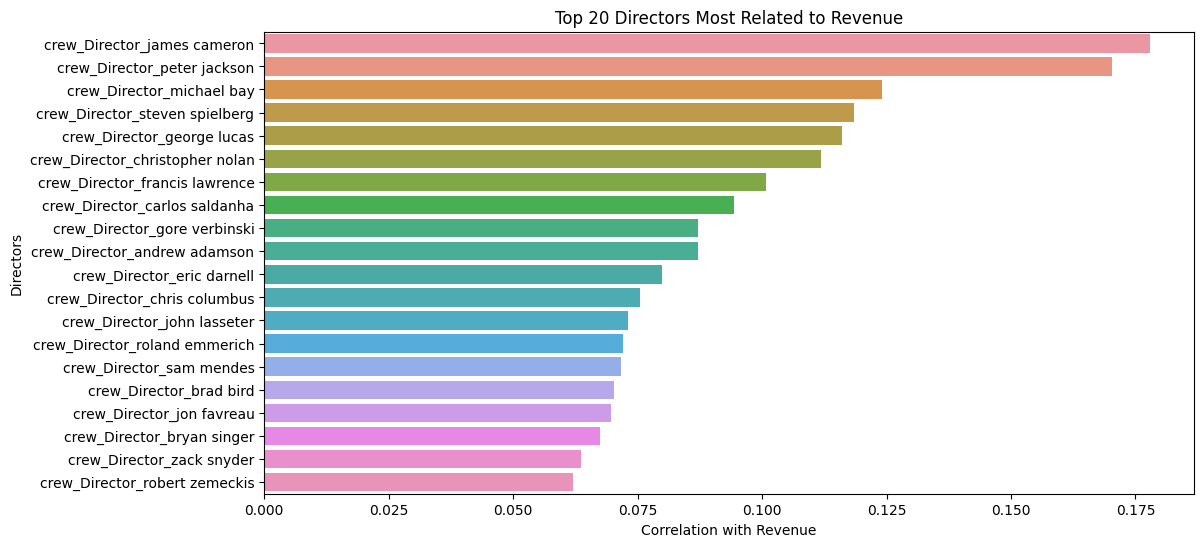 Top 20 Directors Most Related to Revenue
Directors
crew_Director_james cameron
crew_Director_peter jackson
crew_Director_michael bay
crew_Director_steven spielberg
crew_Director_george lucas
crew_Director_christopher nolan
crew_Director_francis lawrence
crew_Director_carlos saldanha
crew_Director_gore verbinski
crew_Director_andrew adamson
crew_Director_eric darnell
crew_Director_chris columbus
crew_Director_john lasseter
crew_Director_roland emmerich
crew_Director_sam mendes
crew_Director_brad bird
crew_Director_jon favreau
crew_Director_bryan singer
crew_Director_zack snyder
crew_Director_robert zemeckis
0.000 0.025 0.050 0.075 0.100 0.125 0.150 0.175
Correlation with Revenue